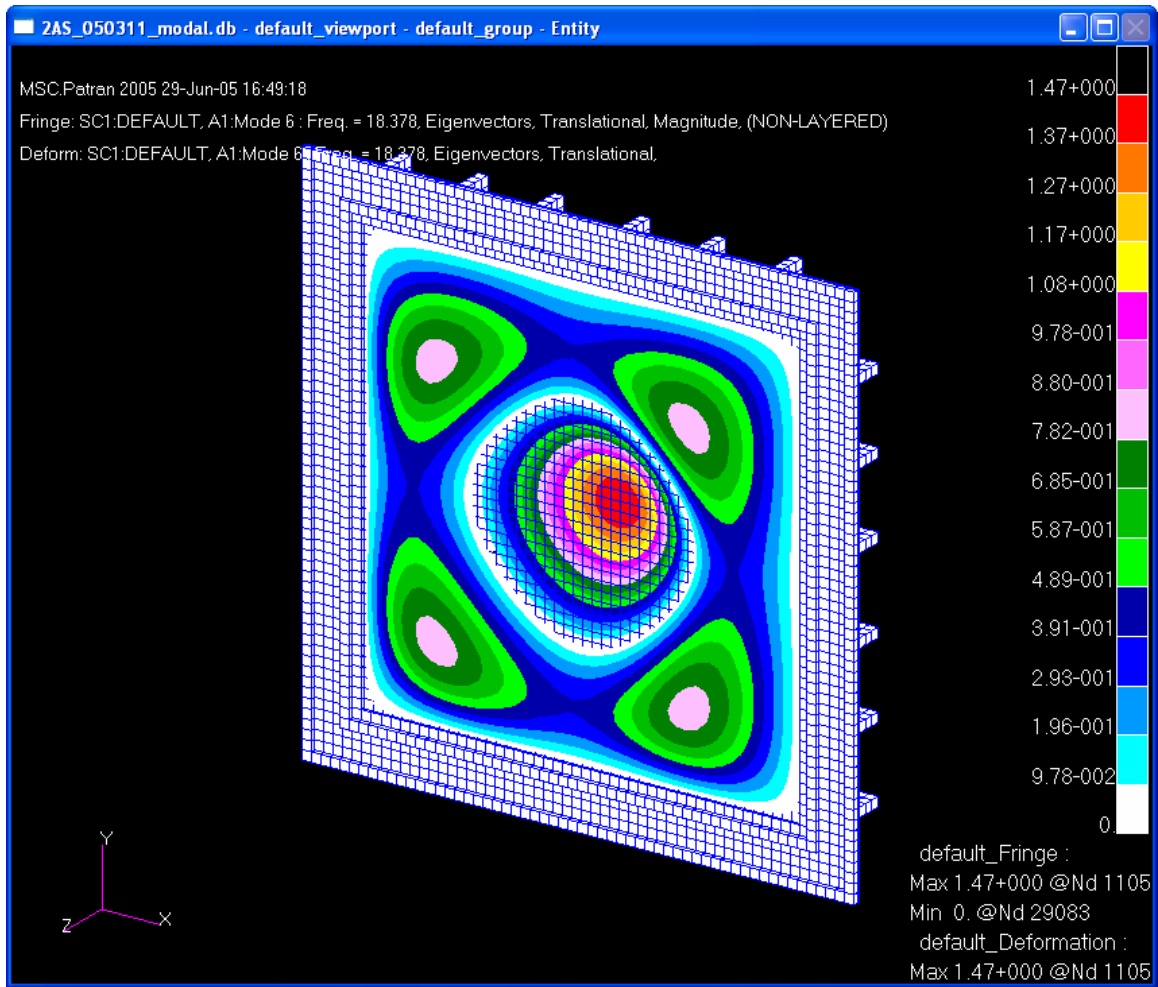 2AS_050311_modal.db - default_viewport - default_group - Entity
MSC.Patran 2005 29-Jun-05 16:49:18
Fringe: SC1:DEFAULT, A1:Mode 6 : Freq. = 18.378, Eigenvectors, Translational, Magnitude, (NON-LAYERED)
Deform: SC1:DEFAULT, A1:Mode 6 : Freq. = 18.378, Eigenvectors, Translational,
1.47+000
1.37+000
1.27+000
1.17+000
1.08+000
9.78-001
8.80-001
7.82-001
6.85-001
5.87-001
4.89-001
3.91-001
2.93-001
1.96-001
9.78-002
0.
default_Fringe :
Max 1.47+000 @Nd 1105
Min 0. @Nd 29083
default_Deformation :
Max 1.47+000 @Nd 1105
Y
Z
X